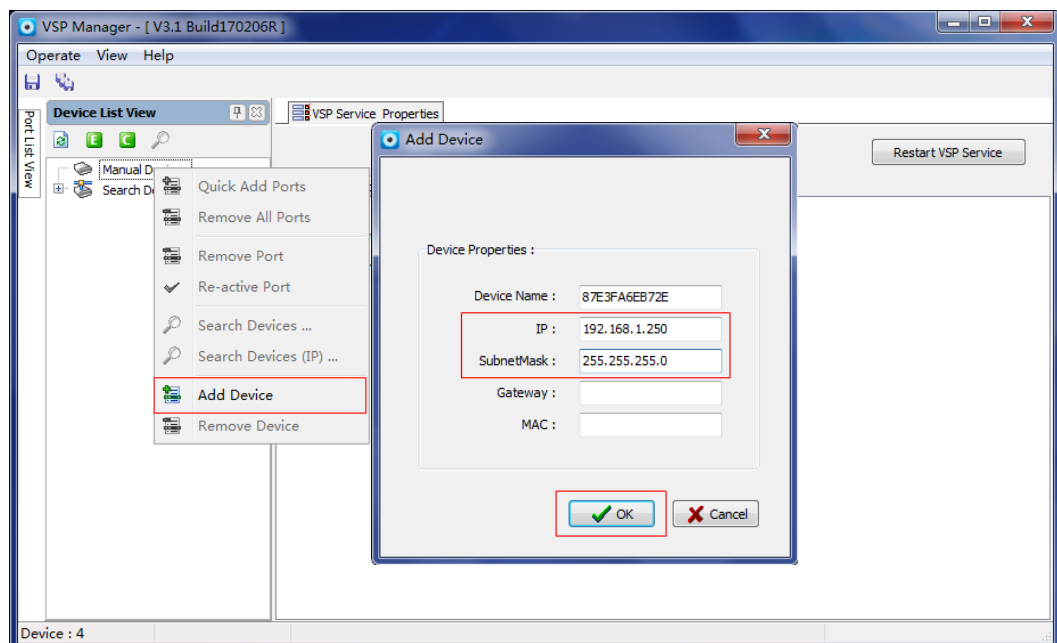 VSP Manager - [ V3.1 Build170206R ]
Operate View Help
Port List View
Device List View
VSP Service Properties
E C
Restart VSP Service
Manual
Search
Quick Add Ports
Remove All Ports
Remove Port
Re-active Port
Search Devices ...
Search Devices (IP) ...
Add Device
Remove Device
Add Device
Device Properties :
Device Name : 87E3FA6EB72E
IP : 192.168.1.250
SubnetMask : 255.255.255.0
Gateway :
MAC :
OK Cancel
Device : 4